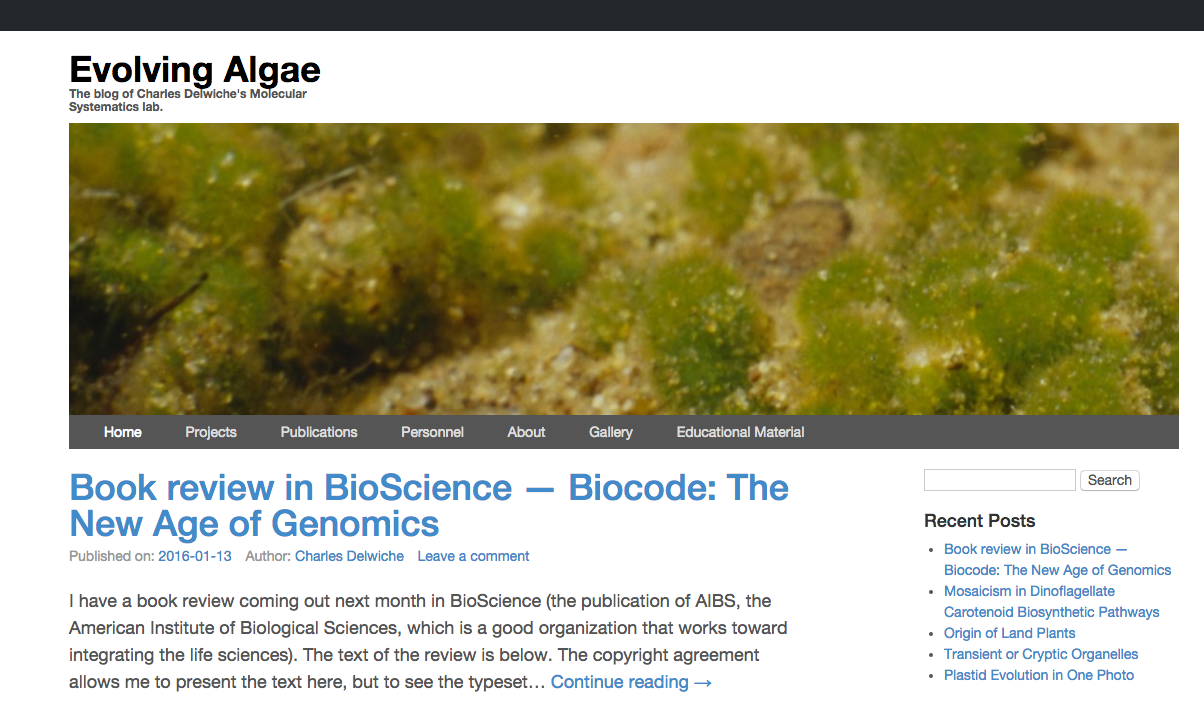 Evolving Algae
The blog of Charles Delwiche's Molecular
Systematics lab.
Home Projects Publications Personnel About Gallery Educational Material
Book review in BioScience — Biocode: The
New Age of Genomics
Published on: 2016-01-13 Author: Charles Delwiche Leave a comment
I have a book review coming out next month in BioScience (the publication of AIBS, the
American Institute of Biological Sciences, which is a good organization that works toward
integrating the life sciences). The text of the review is below. The copyright agreement
allows me to present the text here, but to see the typeset… Continue reading →
Search
Recent Posts
Book review in BioScience —
Biocode: The New Age of Genomics
Mosaicism in Dinoflagellate
Carotenoid Biosynthetic Pathways
Origin of Land Plants
Transient or Cryptic Organelles
Plastid Evolution in One Photo